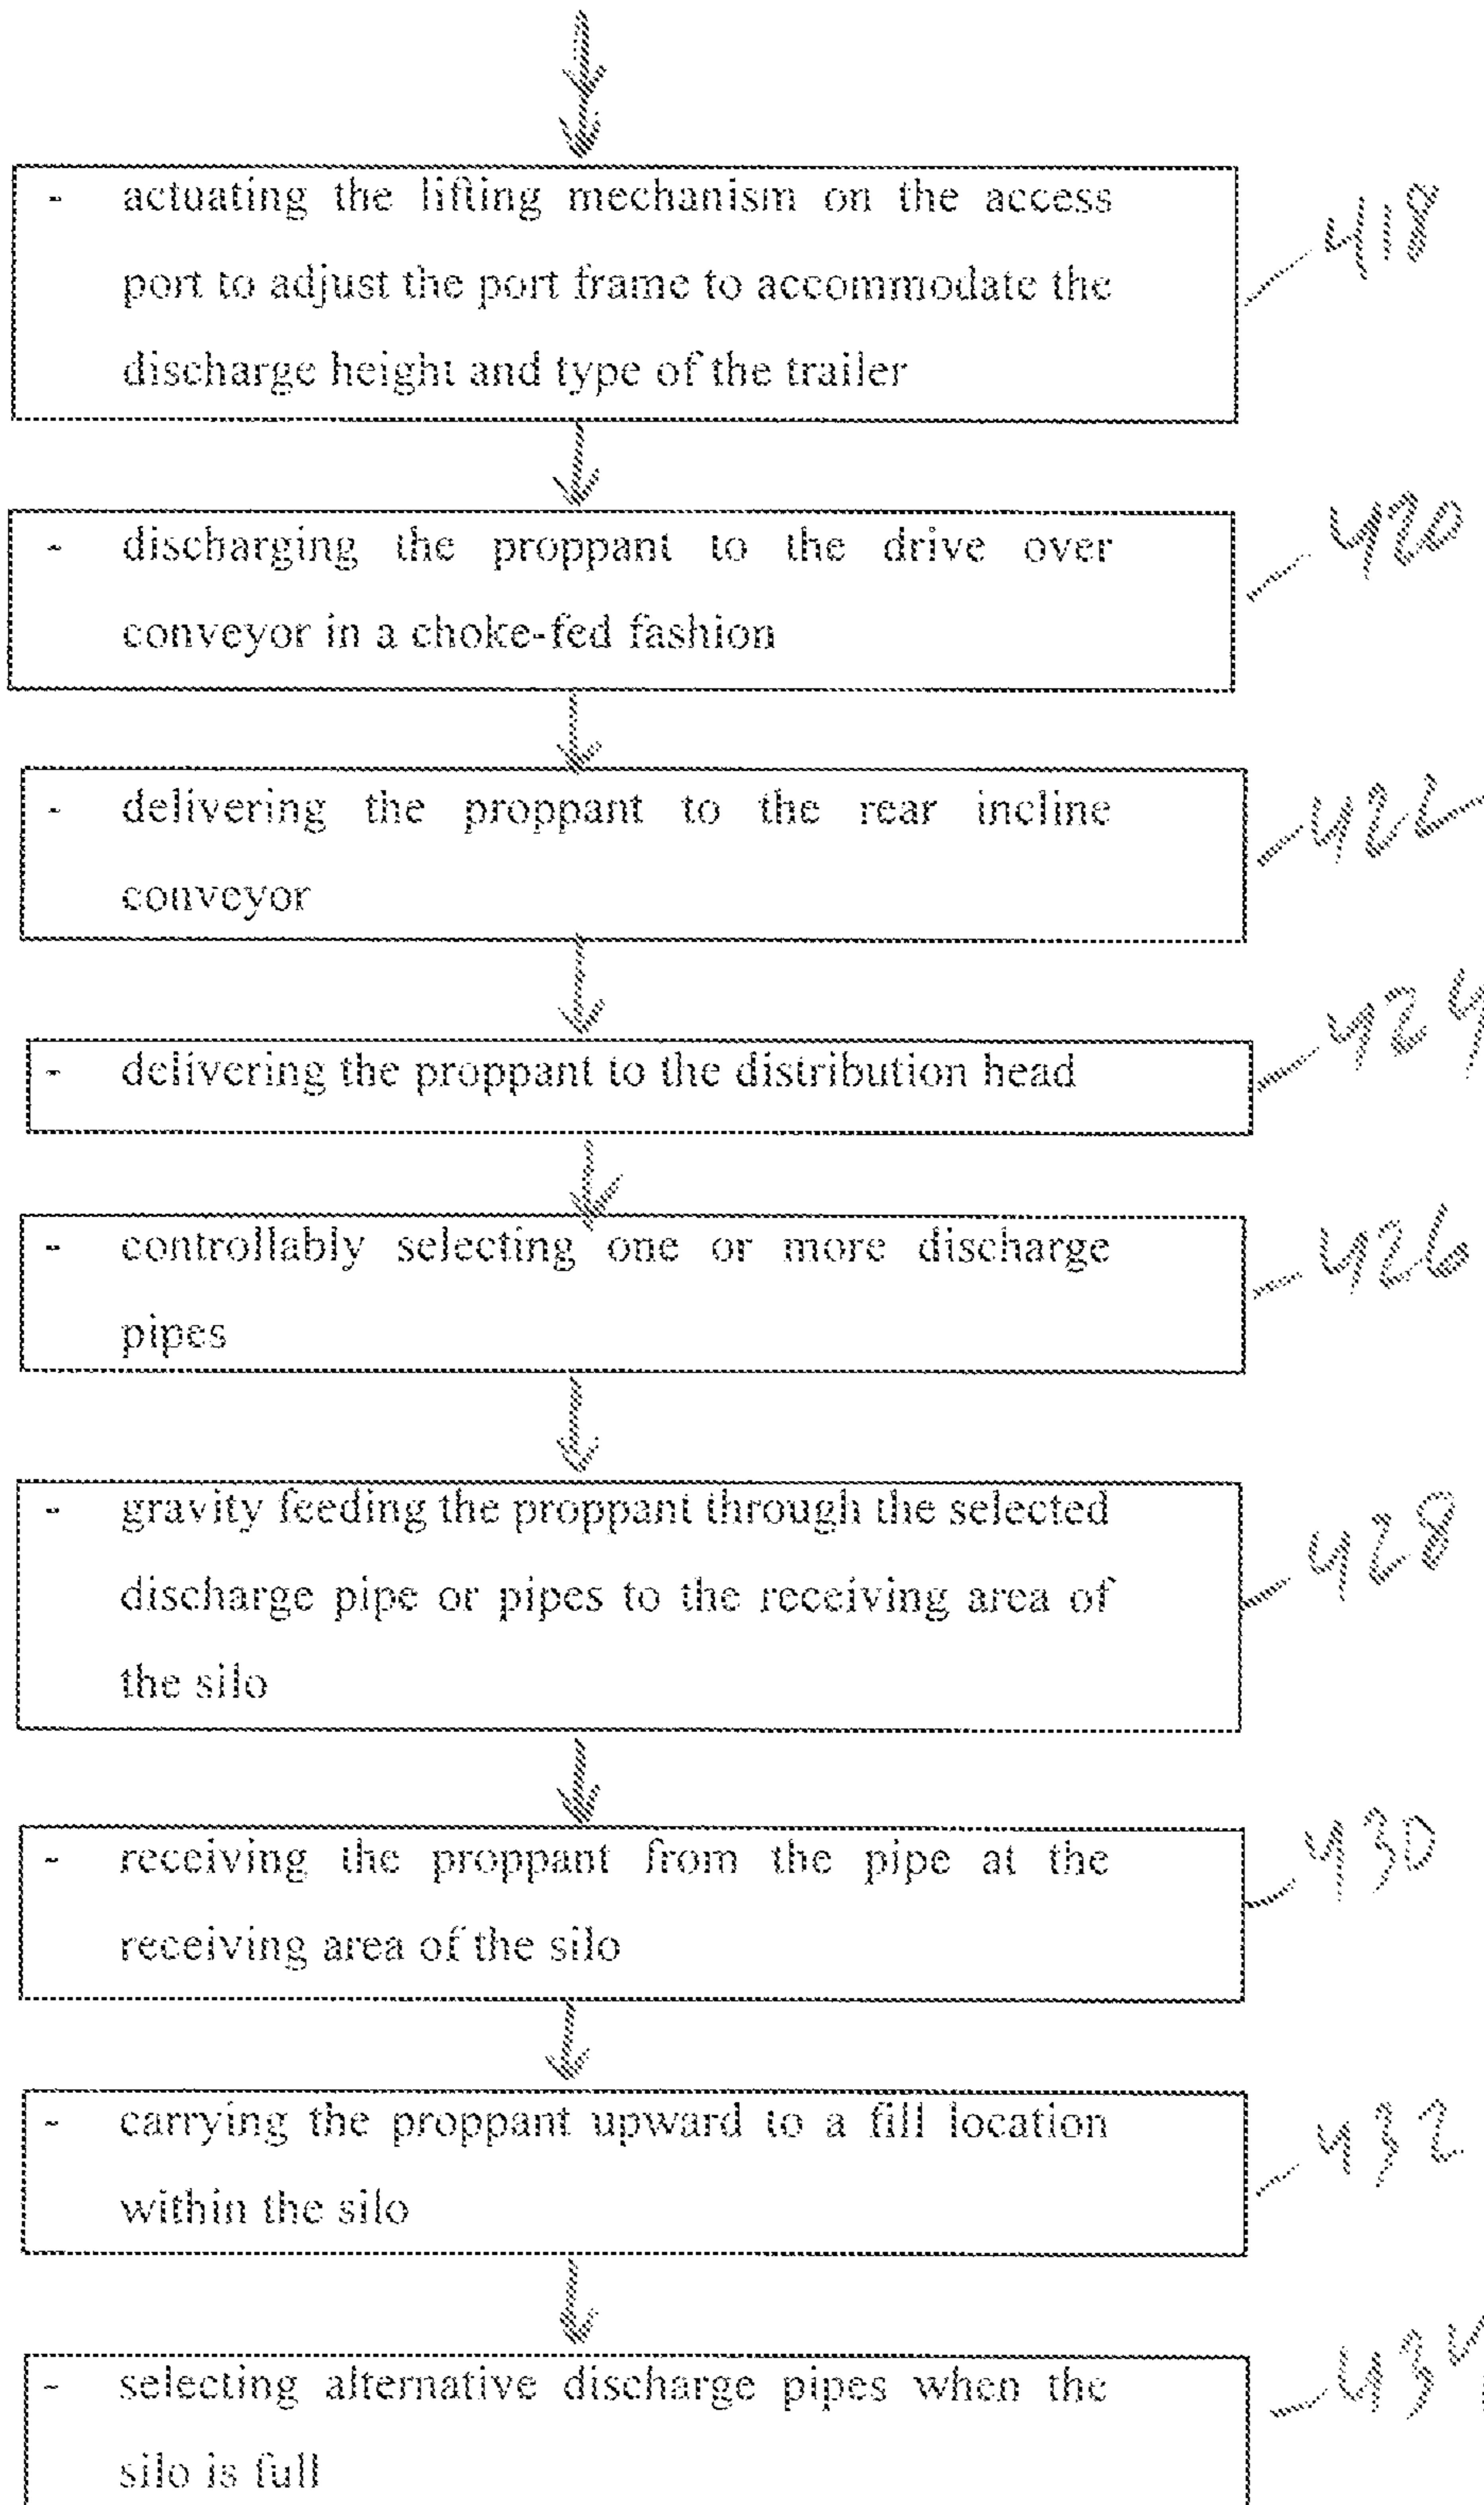 - actuating the lifting mechanism on the access
port to adjust the port frame to accommodate the
discharge height and type of the trailer
418
- discharging the proppant to the drive over
conveyor in a choke-fed fashion
420
- delivering the proppant to the rear incline
conveyor
422
- delivering the proppant to the distribution head
424
- controllably selecting one or more discharge
pipes
426
- gravity feeding the proppant through the selected
discharge pipe or pipes to the receiving area of
the silo
428
- receiving the proppant from the pipe at the
receiving area of the silo
430
- carrying the proppant upward to a fill location
within the silo
432
- selecting alternative discharge pipes when the
silo is full
434